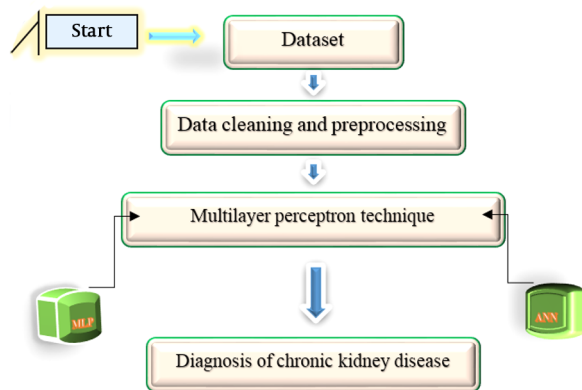 Start
Dataset
Data cleaning and preprocessing
Multilayer perceptron technique
MLP
ANN
Diagnosis of chronic kidney disease